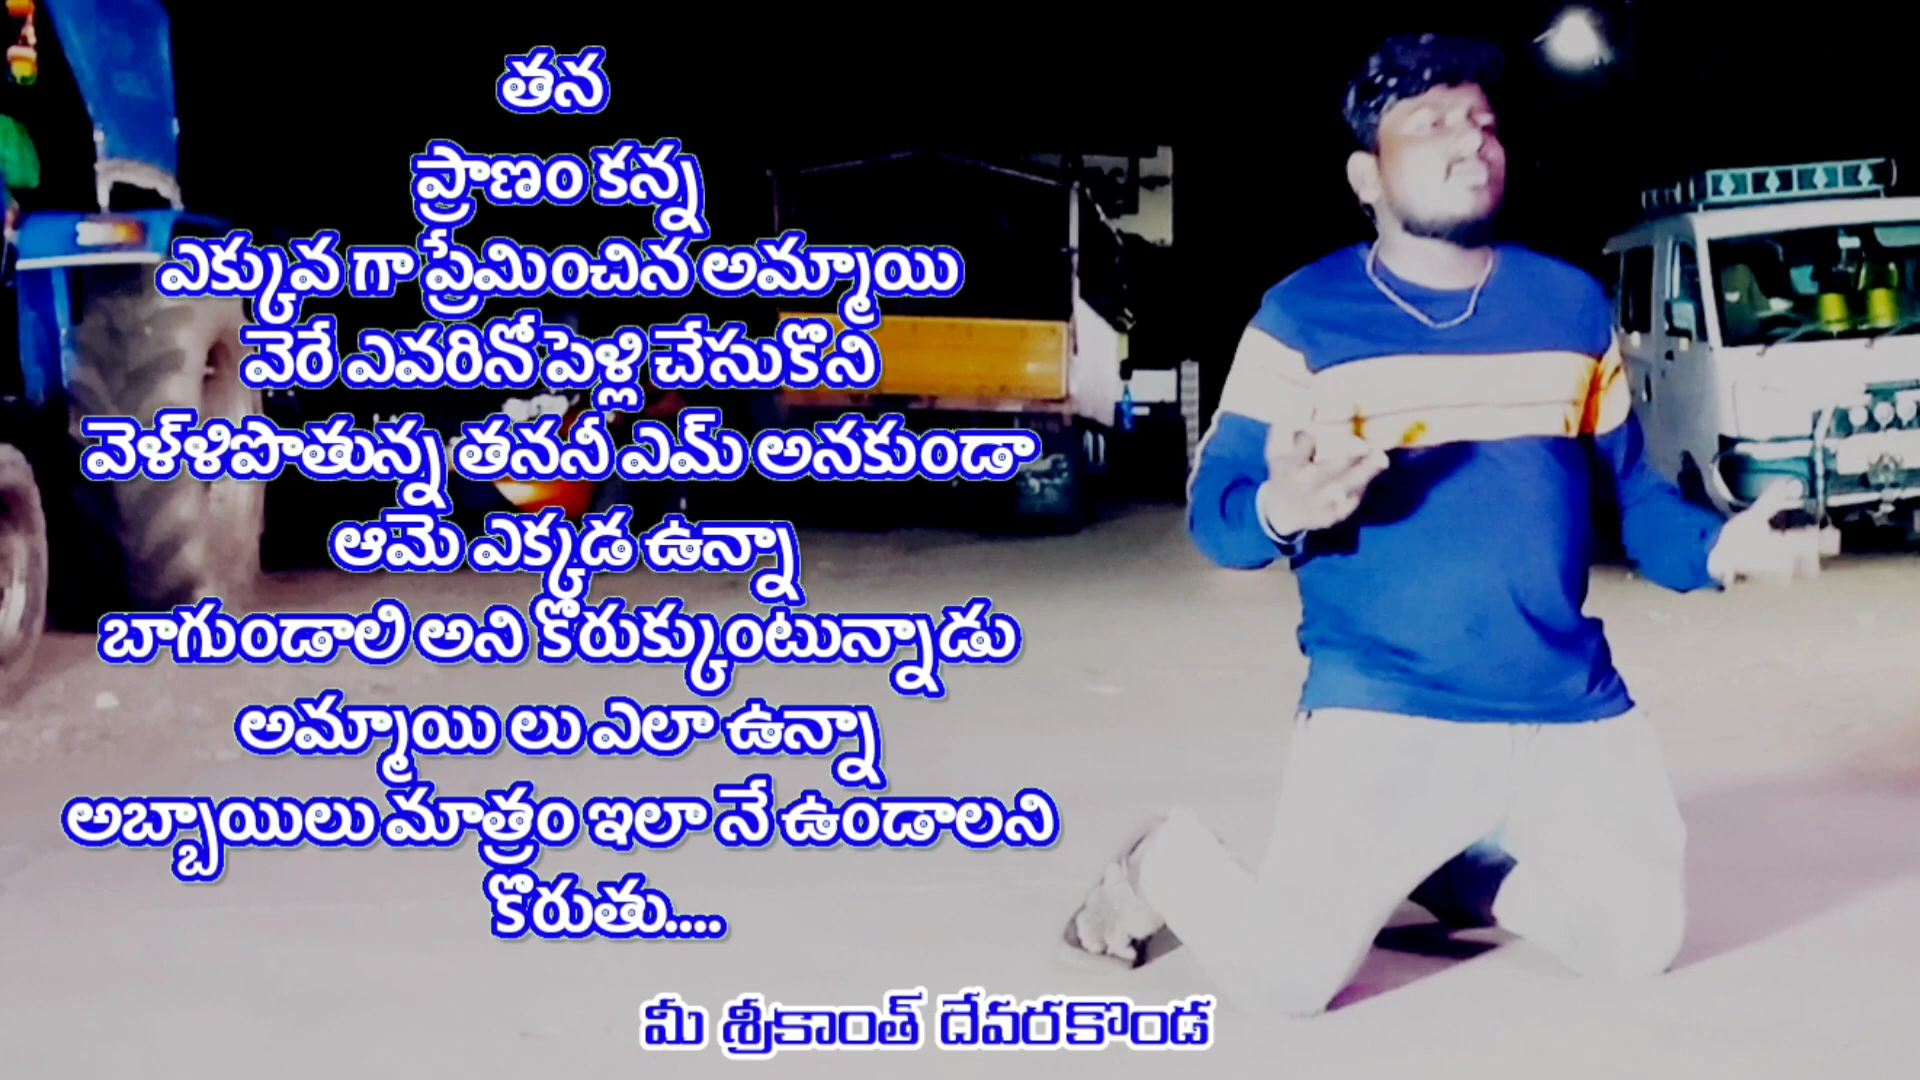 తన
ప్రాణం కన్న
ఎక్కువ గా ప్రేమించిన అమ్మాయి
వెరే ఎవరినో పెళ్లి చేసుకొని
వెళ్ళిపొతున్న తననీ ఎమ్ అనకుండా
ఆమె ఎక్కడ ఉన్నా
బాగుండాలి అని కొరుక్కుంటున్నాడు
అమ్మాయి లు ఎలా ఉన్నా
అబ్బాయిలు మాత్రం ఇలా నే ఉండాలని
కొరుతు....
మీ శ్రీకాంత్ దేవరకొండ